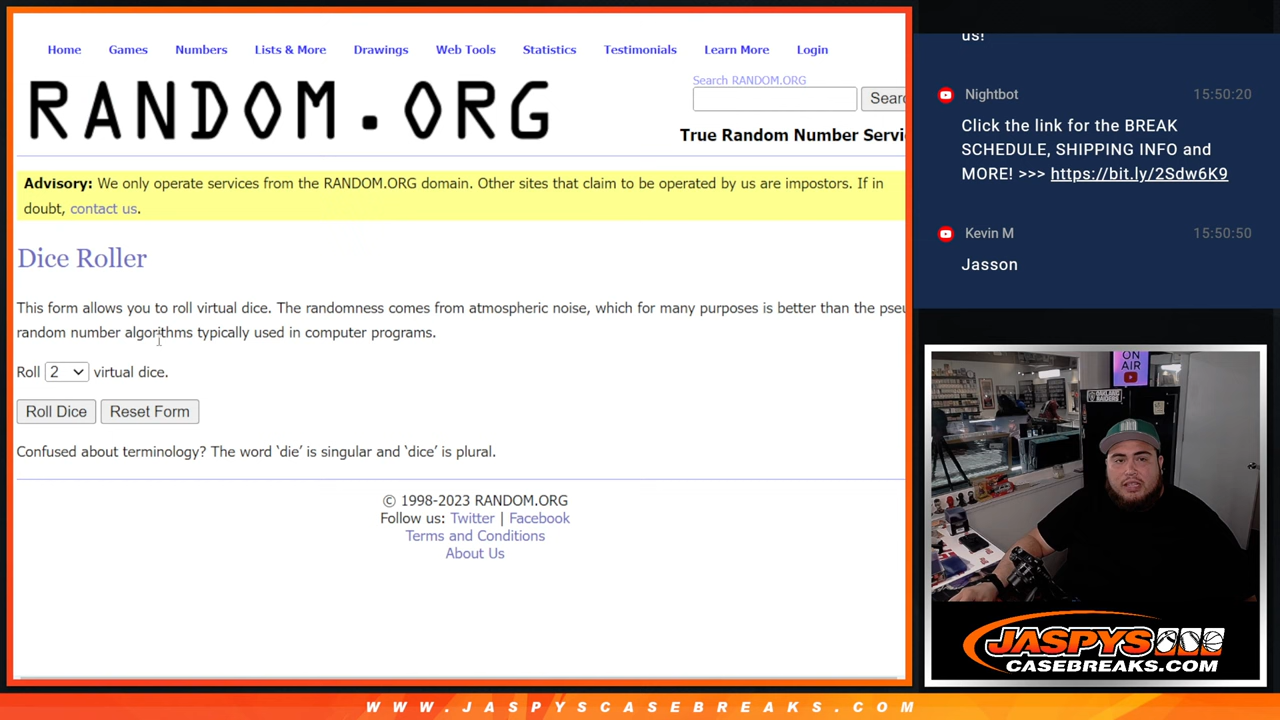 Home Games Numbers Lists & More Drawings Web Tools Statistics Testimonials Learn More Login
RANDOM.ORG
Search RANDOM.ORG
Searc
True Random Number Servi
Advisory: We only operate services from the RANDOM.ORG domain. Other sites that claim to be operated by us are impostors. If in
doubt, contact us.
Dice Roller
This form allows you to roll virtual dice. The randomness comes from atmospheric noise, which for many purposes is better than the pseu
random number algorithms typically used in computer programs.
Roll 2 virtual dice.
Roll Dice Reset Form
Confused about terminology? The word ‘die’ is singular and ‘dice’ is plural.
© 1998-2023 RANDOM.ORG
Follow us: Twitter | Facebook
Terms and Conditions
About Us
us!
Nightbot 15:50:20
Click the link for the BREAK
SCHEDULE, SHIPPING INFO and
MORE! >>> https://bit.ly/2Sdw6K9
Kevin M 15:50:50
Jasson
ON
AIR
OAKLAND
RAIDERS
JASPYS
CASEBREAKS.COM
WWW.JASPYSCASEBREAKS.COM